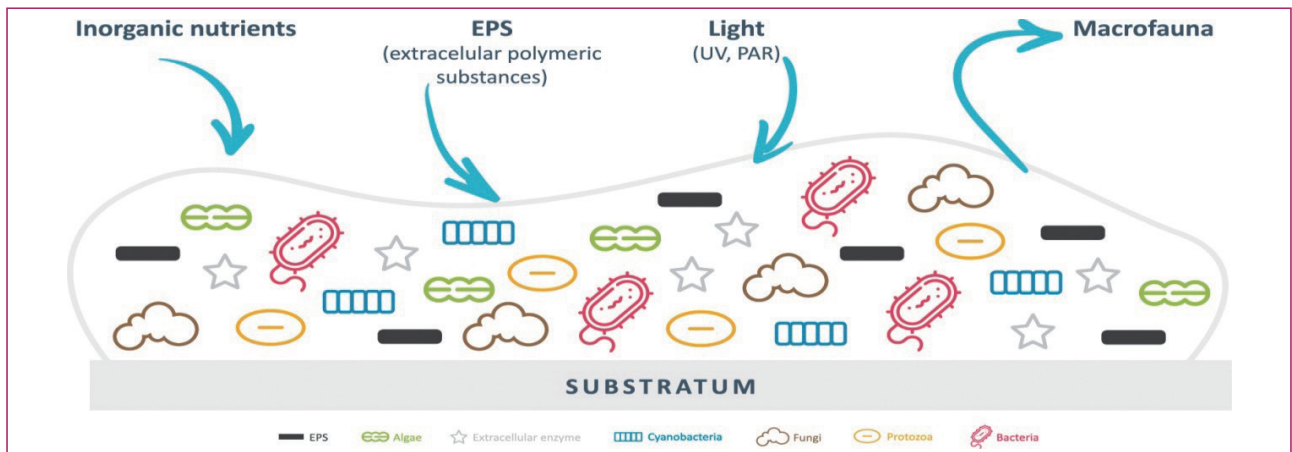 Inorganic nutrients
EPS
(extracelular polymeric
substances)
Light
(UV, PAR)
Macrofauna
SUBSTRATUM
EPS
Algae
Extracellular enzyme
Cyanobacteria
Fungi
Protozoa
Bacteria